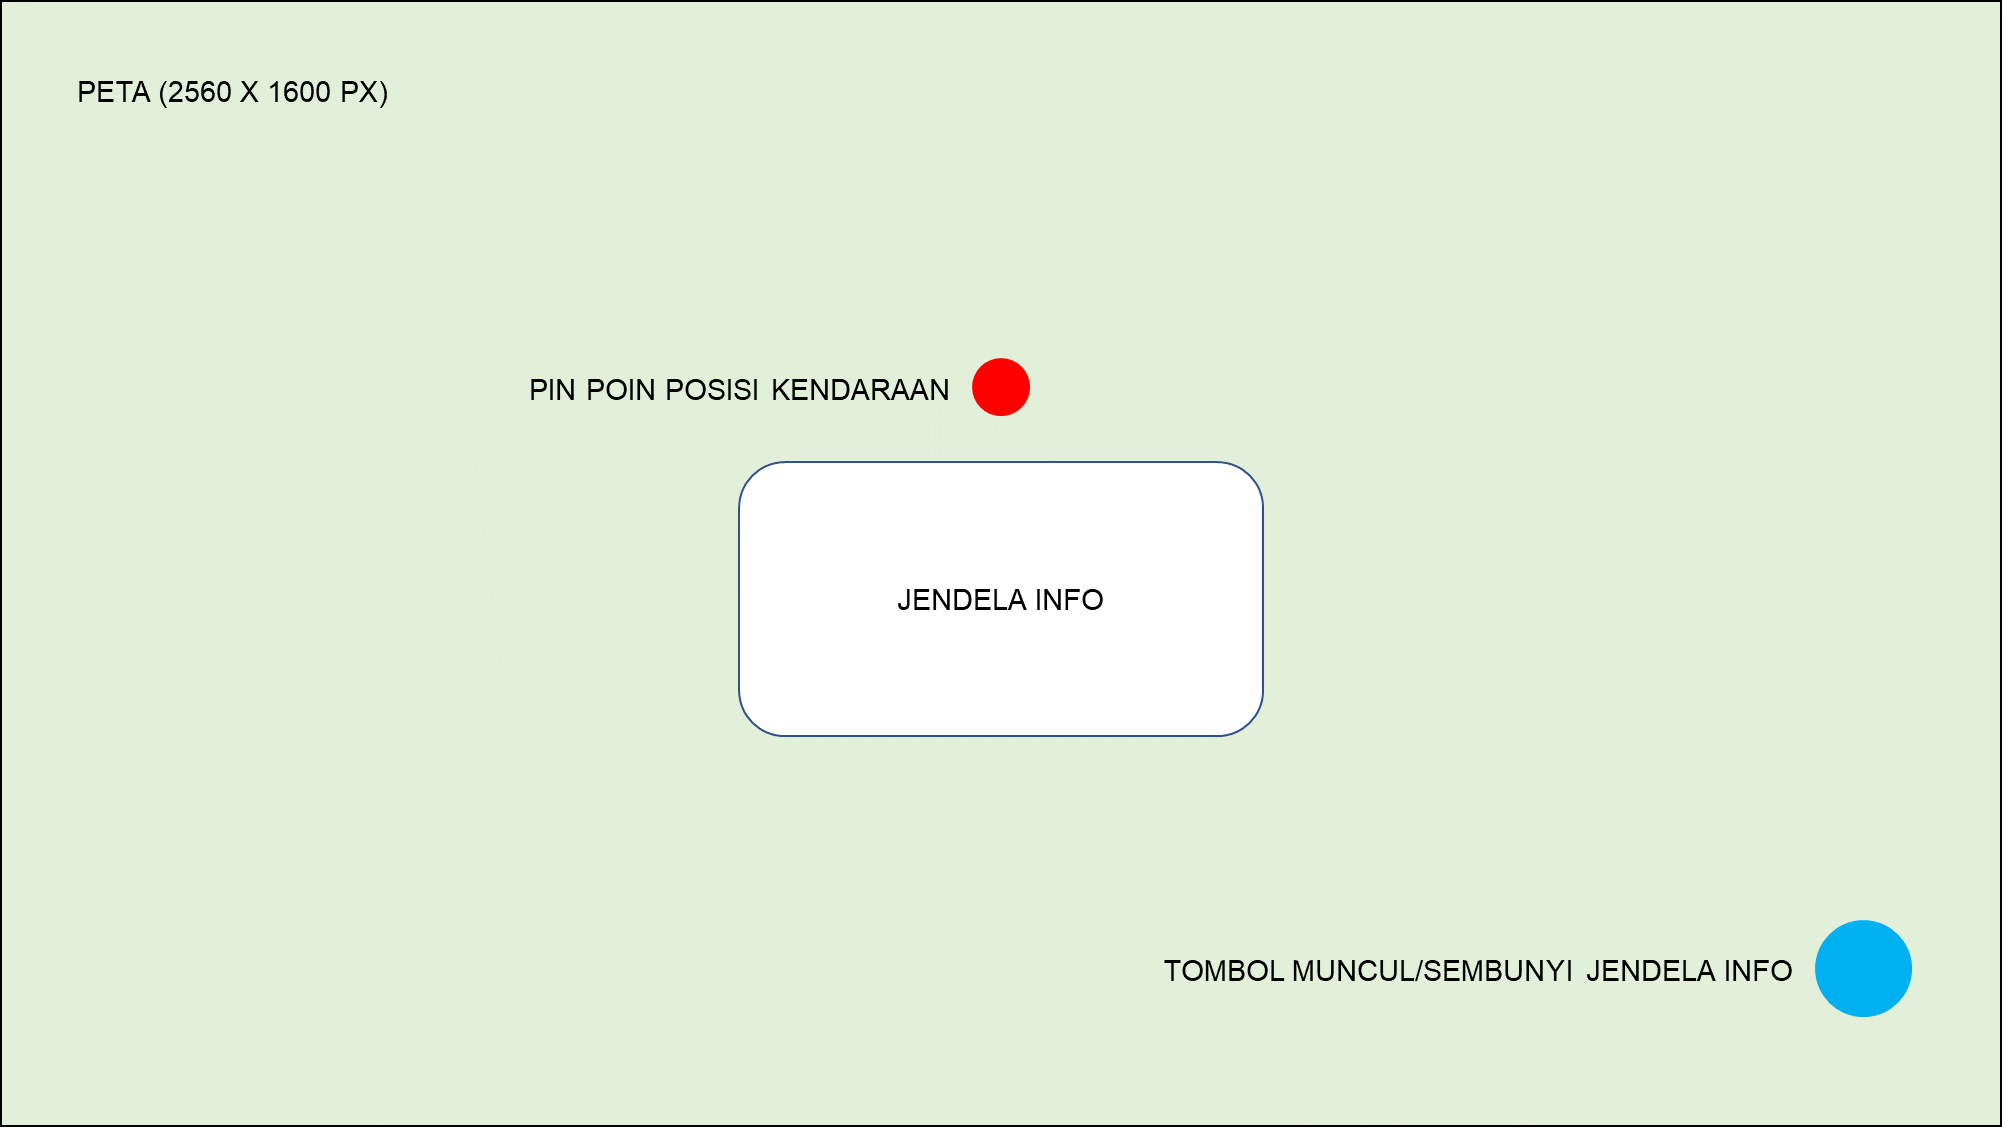 PETA (2560 X 1600 PX)
PIN POIN POSISI KENDARAAN
JENDELA INFO
TOMBOL MUNCUL/SEMBUNYI JENDELA INFO